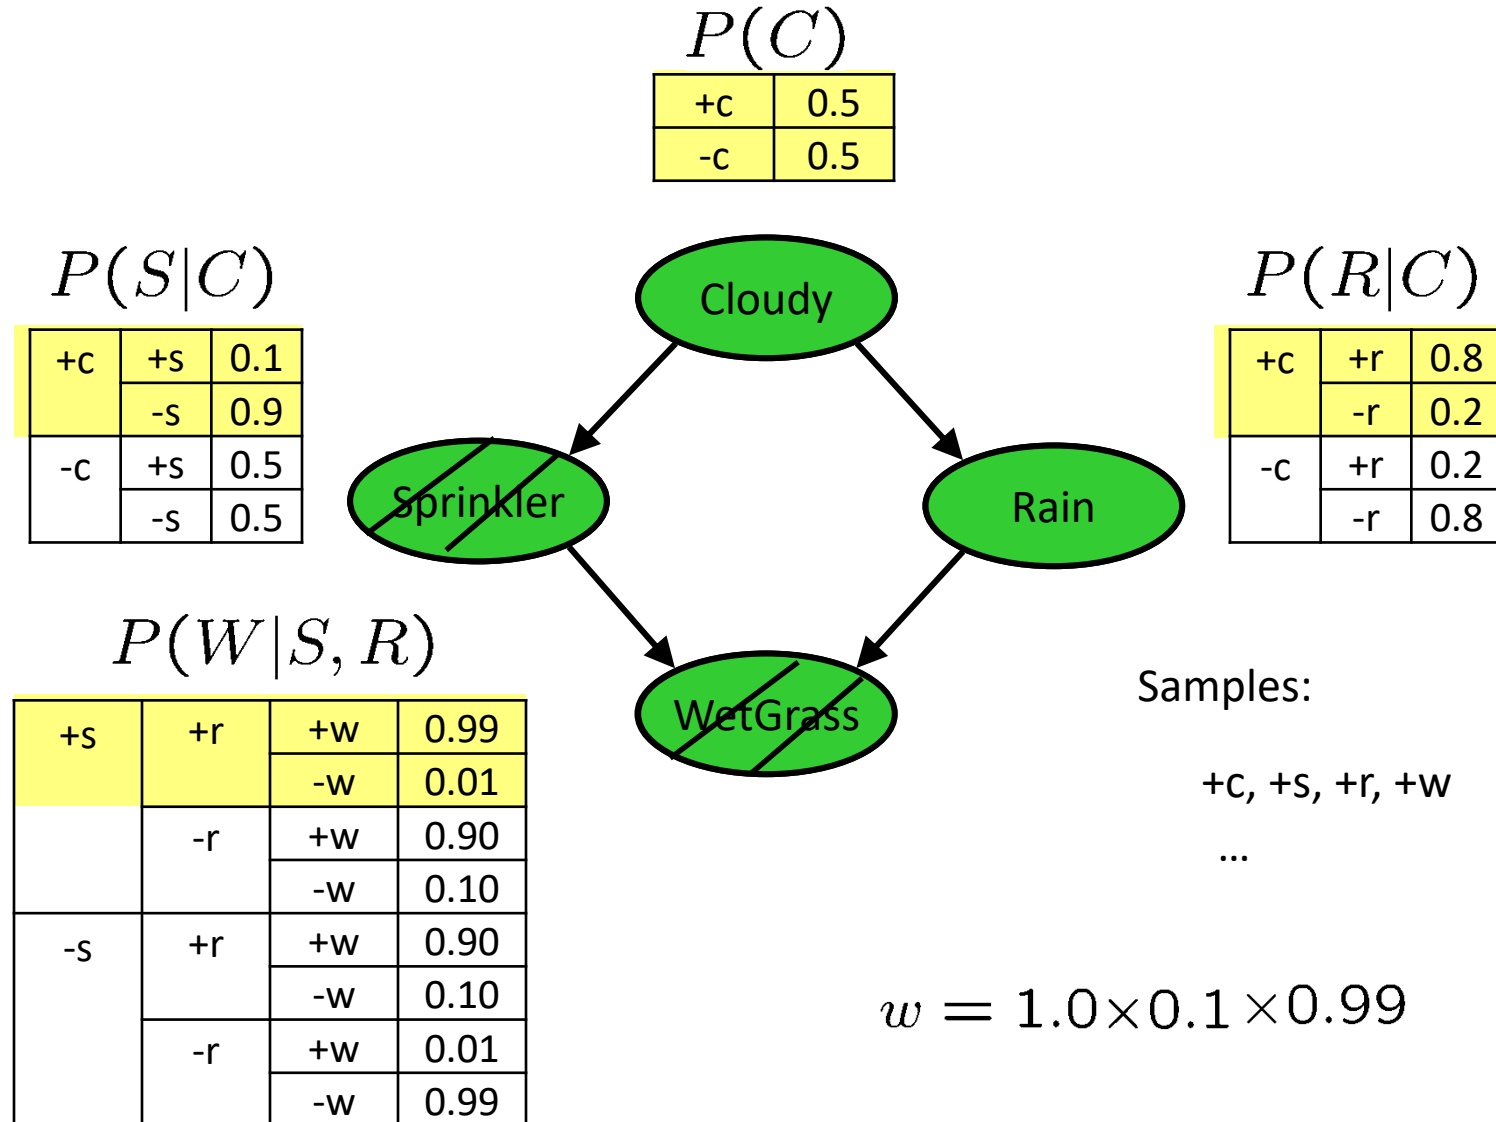 P(C)
+c 0.5
-c 0.5
P(S|C)
+c +s 0.1
-s 0.9
-c +s 0.5
-s 0.5
Cloudy
P(R|C)
+c +r 0.8
-r 0.2
-c +r 0.2
-r 0.8
Sprinkler
Rain
P(W|S, R)
+s +r +w 0.99
-w 0.01
-r +w 0.90
-w 0.10
-s +r +w 0.90
-w 0.10
-r +w 0.01
-w 0.99
WetGrass
Samples:
+c, +s, +r, +w
...
w = 1.0×0.1×0.99